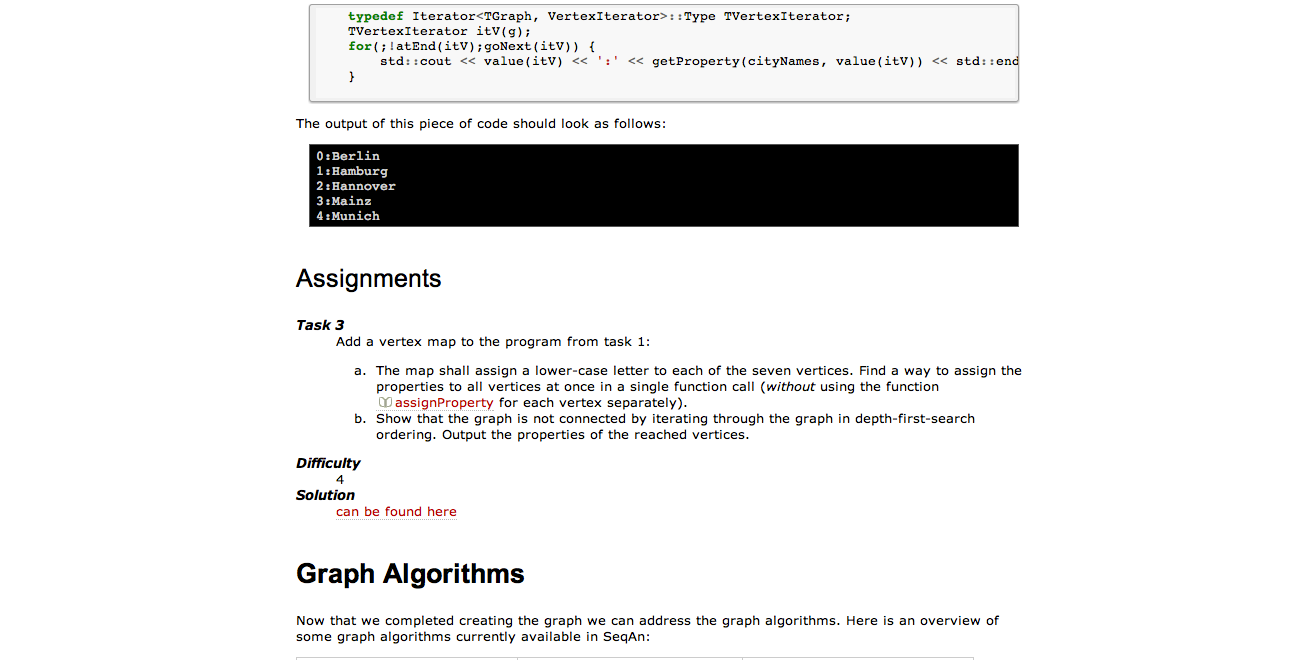 typedef Iterator<TGraph, VertexIterator>::Type TVertexIterator;
TVertexIterator itV(g);
for(;!atEnd(itV);goNext(itV)) {
    std::cout << value(itV) << ':' << getProperty(cityNames, value(itV)) << std::end
}
The output of this piece of code should look as follows:
0:Berlin
1:Hamburg
2:Hannover
3:Mainz
4:Munich
Assignments
Task 3
Add a vertex map to the program from task 1:
a. The map shall assign a lower-case letter to each of the seven vertices. Find a way to assign the
properties to all vertices at once in a single function call (without using the function
assignProperty for each vertex separately).
b. Show that the graph is not connected by iterating through the graph in depth-first-search
ordering. Output the properties of the reached vertices.
Difficulty
4
Solution
can be found here
Graph Algorithms
Now that we completed creating the graph we can address the graph algorithms. Here is an overview of
some graph algorithms currently available in SeqAn: